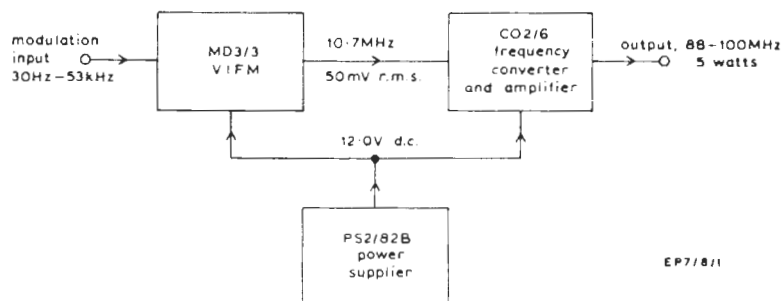 modulation
input
30Hz-53kHz
MD3/3
VIFM
10·7MHz
50mV r.m.s.
CO2/6
frequency
converter
and amplifier
output, 88-100MHz
5 watts
12·0V d.c.
PS2/82B
power
supplier
EP7/8/1